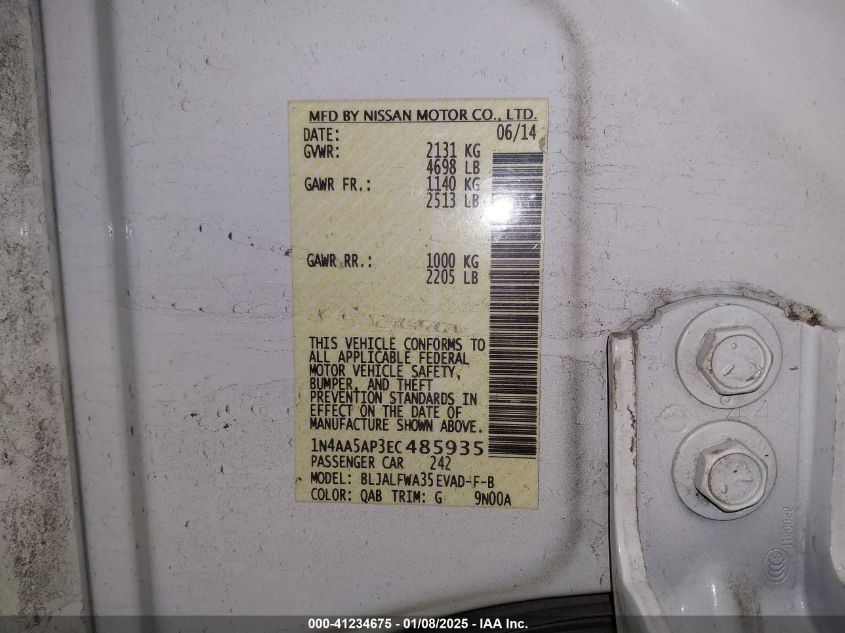 MFD BY NISSAN MOTOR CO., LTD.
DATE: 06/14
GVWR: 2131 KG
4698 LB
GAWR FR.: 1140 KG
2513 LB
GAWR RR.: 1000 KG
2205 LB
THIS VEHICLE CONFORMS TO
ALL APPLICABLE FEDERAL
MOTOR VEHICLE SAFETY,
BUMPER, AND THEFT
PREVENTION STANDARDS IN
EFFECT ON THE DATE OF
MANUFACTURE SHOWN ABOVE.
1N4AA5AP3EC485935
PASSENGER CAR 242
MODEL: BLJALFWA35EVAD-F-B
COLOR: QAB TRIM: G 9N00A
000-41234675 - 01/08/2025 - IAA Inc.